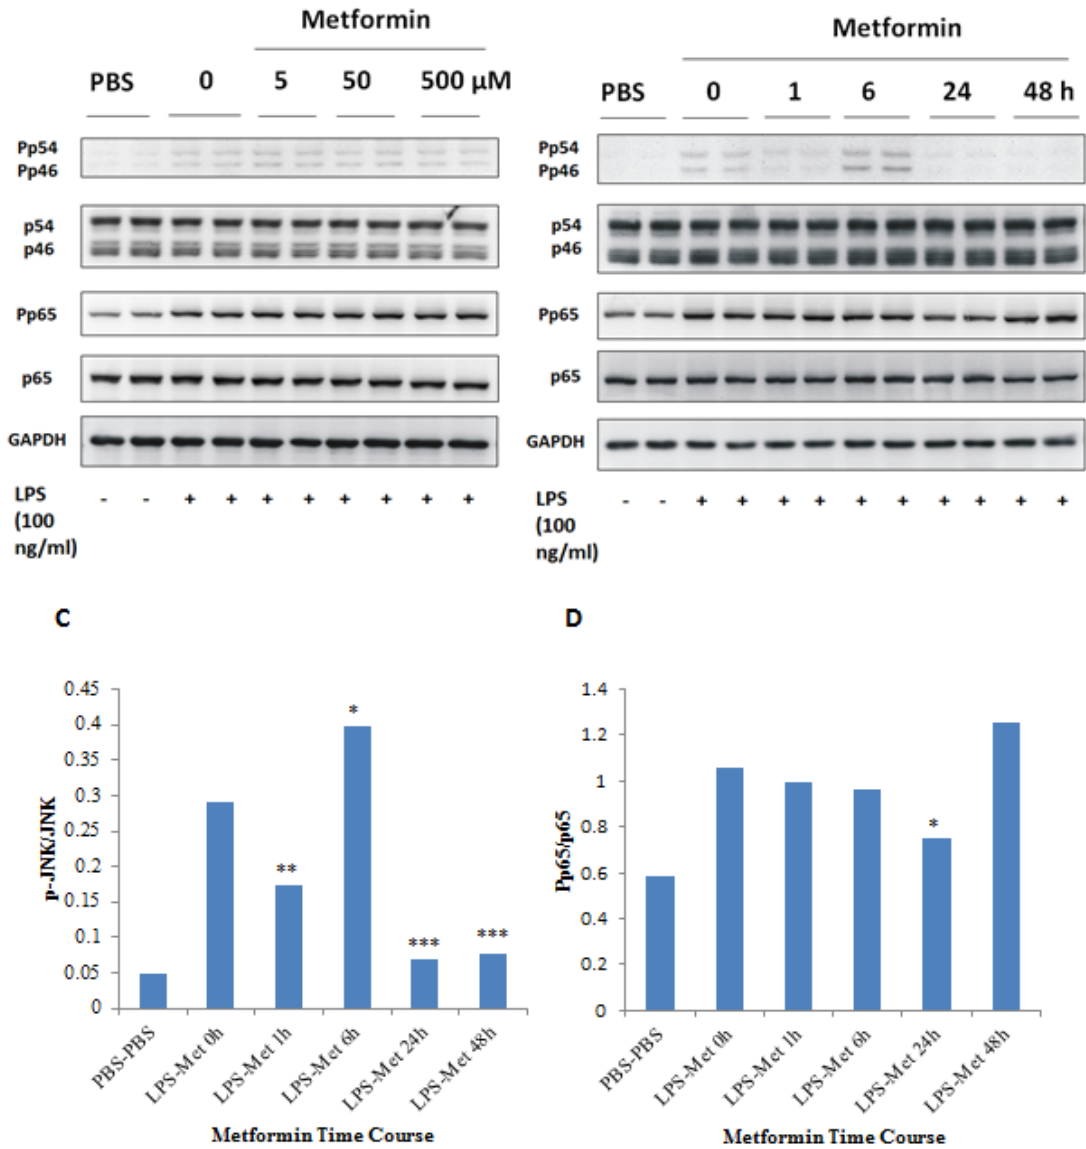 Metformin
PBS 0 5 50 500 µM
Pp54
Pp46
p54
p46
Pp65
p65
GAPDH
LPS - - + + + + + + + +
(100
ng/ml)
Metformin
PBS 0 1 6 24 48 h
Pp54
Pp46
p54
p46
Pp65
p65
GAPDH
LPS - - + + + + + + + + + +
(100
ng/ml)
C
p-JNK/JNK
0.45
0.4
0.35
0.3
0.25
0.2
0.15
0.1
0.05
0
**
*
***
***
PBS-PBS
LPS-Met 0h
LPS-Met 1h
LPS-Met 6h
LPS-Met 24h
LPS-Met 48h
Metformin Time Course
D
Pp65/p65
1.4
1.2
1
0.8
0.6
0.4
0.2
0
*
PBS-PBS
LPS-Met 0h
LPS-Met 1h
LPS-Met 6h
LPS-Met 24h
LPS-Met 48h
Metformin Time Course